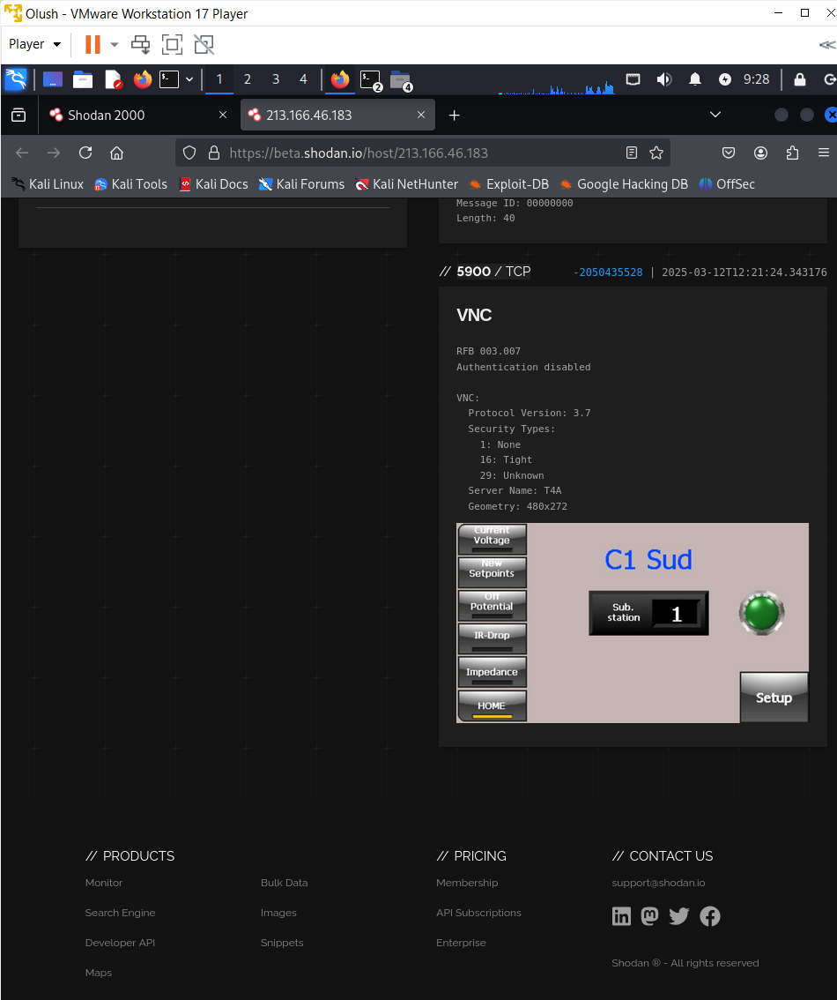 Olush - VMware Workstation 17 Player
Player
1 2 3 4 2 4 9:28
Shodan 2000 213.166.46.183
https://beta.shodan.io/host/213.166.46.183
Kali Linux Kali Tools Kali Docs Kali Forums Kali NetHunter Exploit-DB Google Hacking DB OffSec
Message ID: 00000000
Length: 40
// 5900 / TCP -2050435528 | 2025-03-12T12:21:24.343176
VNC
RFB 003.007
Authentication disabled
VNC:
Protocol Version: 3.7
Security Types:
1: None
16: Tight
29: Unknown
Server Name: T4A
Geometry: 480x272
Current
Voltage
New
Setpoints
Off
Potential
IR-Drop
Impedance
HOME
C1 Sud
Sub.
station
1
Setup
// PRODUCTS
Monitor
Search Engine
Developer API
Maps
Bulk Data
Images
Snippets
// PRICING
Membership
API Subscriptions
Enterprise
// CONTACT US
support@shodan.io
Shodan ® - All rights reserved